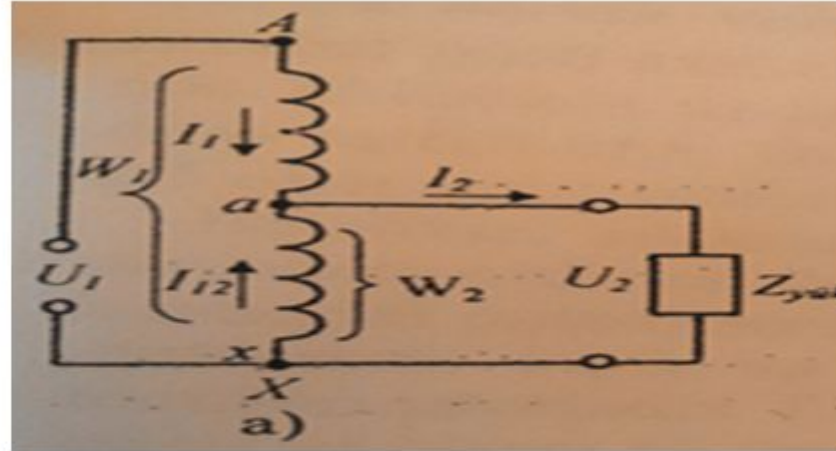 A
I₁
W₁
a
I₂
U₁
I₁₂
W₂
U₂
x
X
a)